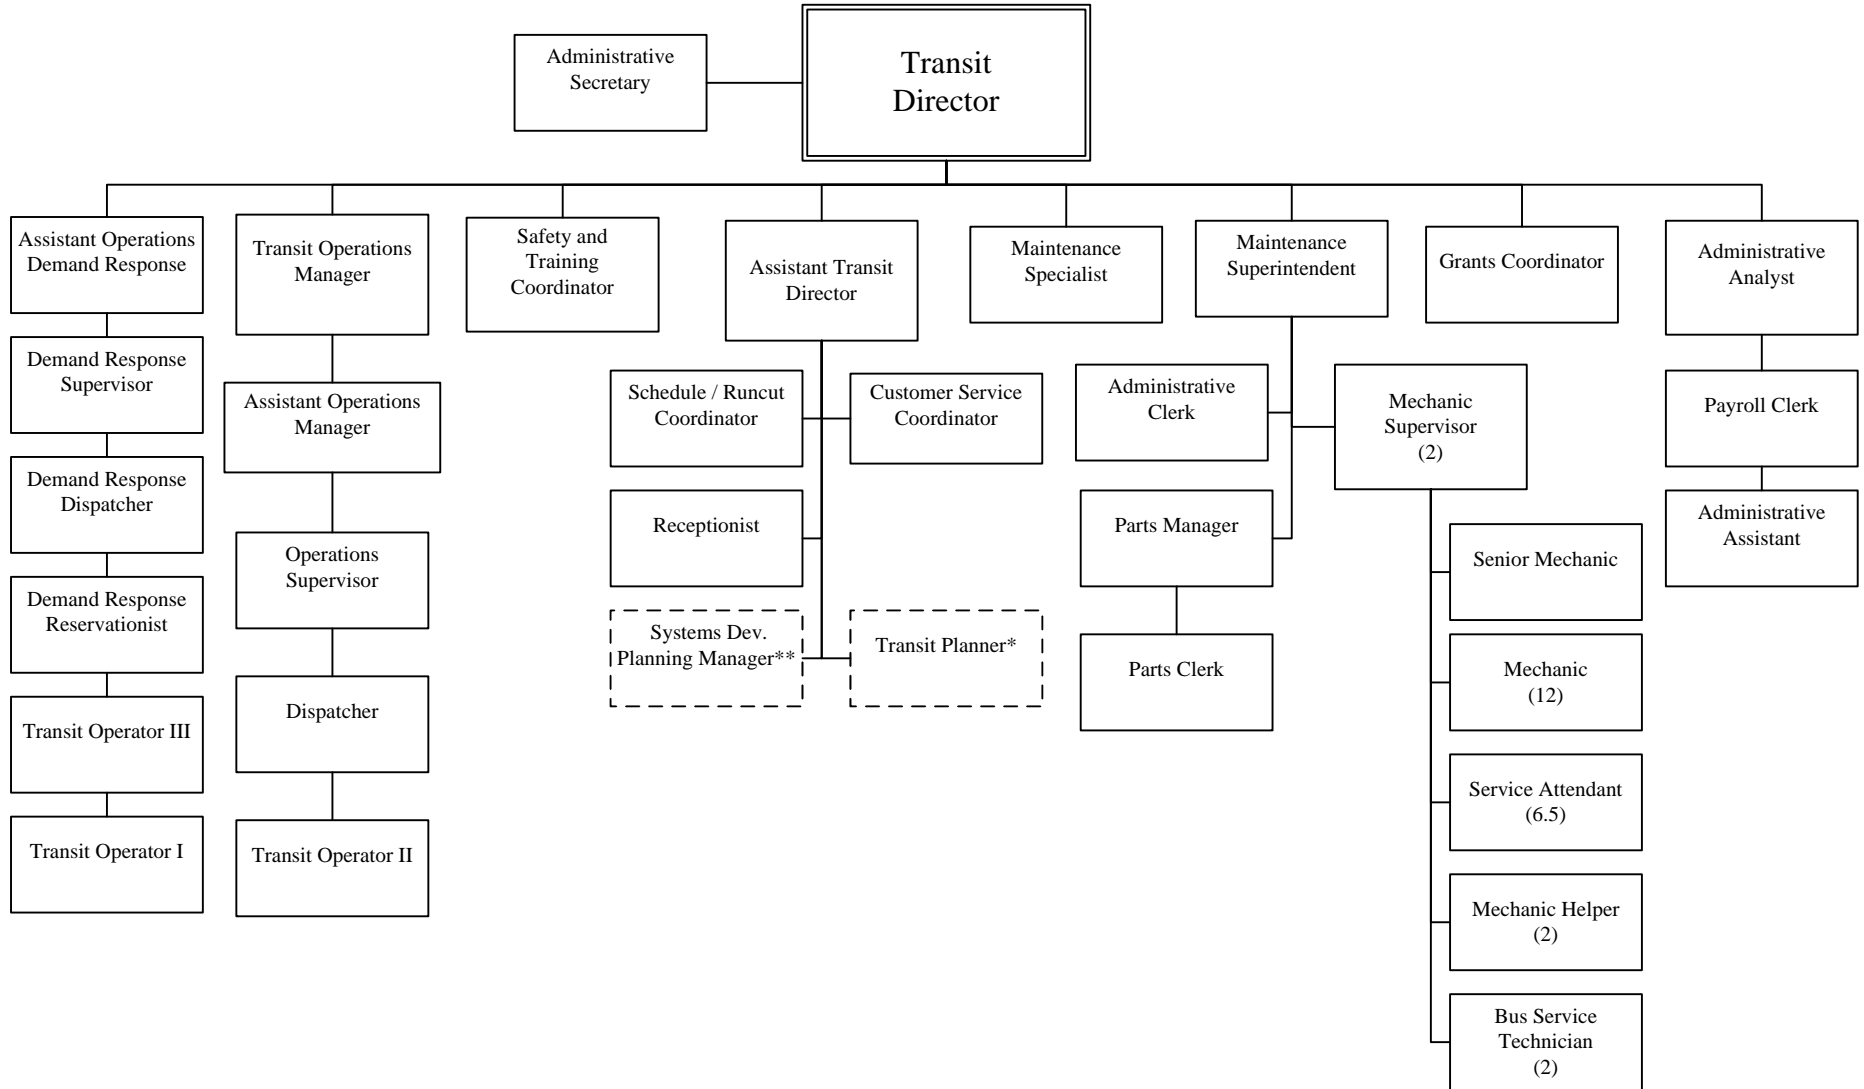 Administrative
Secretary
Transit
Director
Assistant Operations
Demand Response
Transit Operations
Manager
Safety and
Training
Coordinator
Assistant Transit
Director
Maintenance
Specialist
Maintenance
Superintendent
Grants Coordinator
Administrative
Analyst
Demand Response
Supervisor
Assistant Operations
Manager
Schedule / Runcut
Coordinator
Customer Service
Coordinator
Administrative
Clerk
Mechanic
Supervisor
(2)
Payroll Clerk
Demand Response
Dispatcher
Operations
Supervisor
Receptionist
Parts Manager
Senior Mechanic
Administrative
Assistant
Demand Response
Reservationist
Dispatcher
Systems Dev.
Planning Manager**
Transit Planner*
Parts Clerk
Mechanic
(12)
Transit Operator III
Service Attendant
(6.5)
Transit Operator I
Transit Operator II
Mechanic Helper
(2)
Bus Service
Technician
(2)